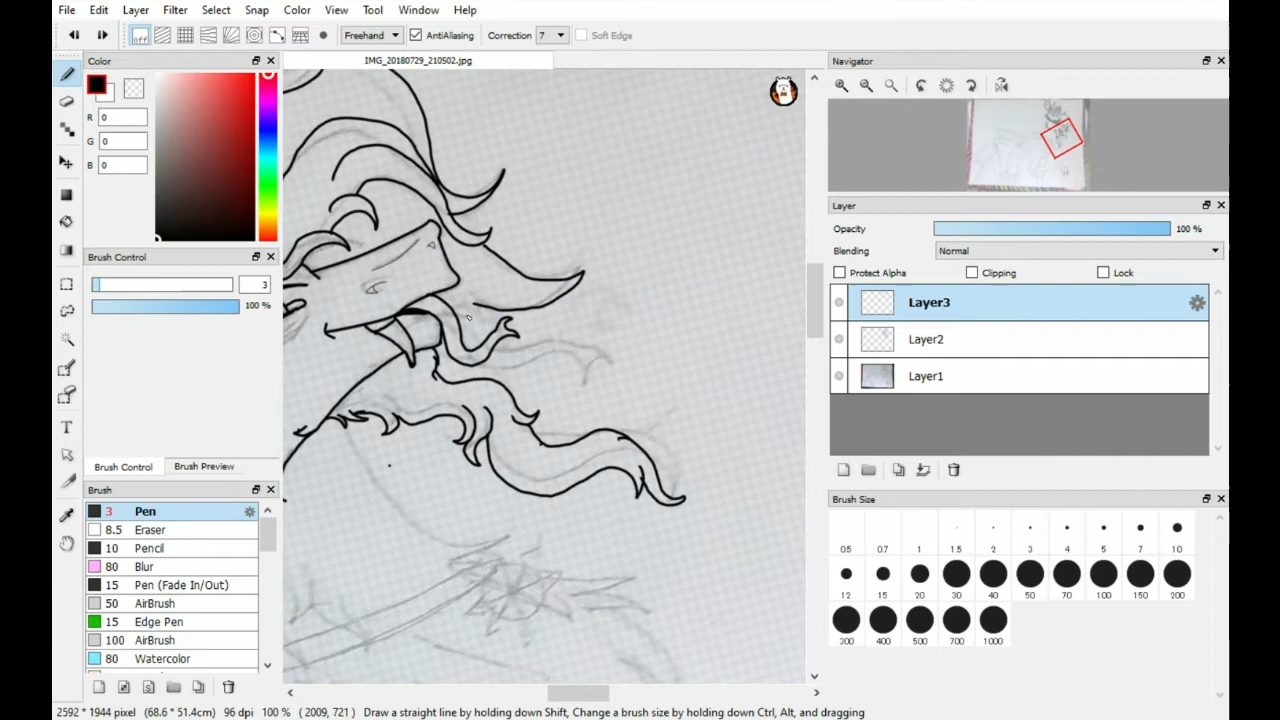 File Edit Layer Filter Select Snap Color View Tool Window Help
off Freehand AntiAliasing Correction 7 Soft Edge
Color
IMG_20180729_210502.jpg
Navigator
R 0
G 0
B 0
Layer
Opacity 100 %
Blending Normal
Protect Alpha Clipping Lock
Layer3
Layer2
Layer1
Brush Control
3
100 %
Brush Control Brush Preview
Brush
3 Pen
8.5 Eraser
10 Pencil
80 Blur
15 Pen (Fade In/Out)
50 AirBrush
15 Edge Pen
100 AirBrush
80 Watercolor
Brush Size
0.5 0.7 1 1.5 2 3 4 5 7 10
12 15 20 30 40 50 70 100 150 200
300 400 500 700 1000
2592 * 1944 pixel (68.6 * 51.4cm) 96 dpi 100 % ( 2009, 721 ) Draw a straight line by holding down Shift, Change a brush size by holding down Ctrl, Alt, and dragging